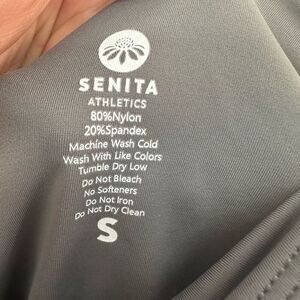 SENITA
ATHLETICS
80%Nylon
20%Spandex
Machine Wash Cold
Wash With Like Colors
Tumble Dry Low
Do Not Bleach
No Softeners
Do Not Iron
Do Not Dry Clean
S